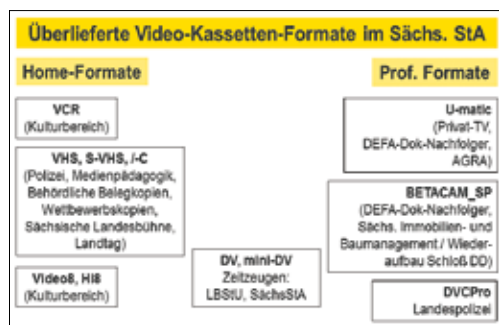 Überlieferte Video-Kassetten-Formate im Sächs. StA
Home-Formate
VCR
(Kulturbereich)
VHS, S-VHS, /-C
(Polizei, Medienpädagogik,
Behördliche Belegkopien,
Wettbewerbskopien,
Sächsische Landesbühne,
Landtag)
Video8, Hi8
(Kulturbereich)
DV, mini-DV
Zeitzeugen:
LBStU, SächsStA
Prof. Formate
U-matic
(Privat-TV,
DEFA-Dok-Nachfolger,
AGRA)
BETACAM_SP
(DEFA-Dok-Nachfolger,
Sächs. Immobilien- und
Baumanagement / Wieder-
aufbau Schloß DD)
DVCPro
Landespolizei